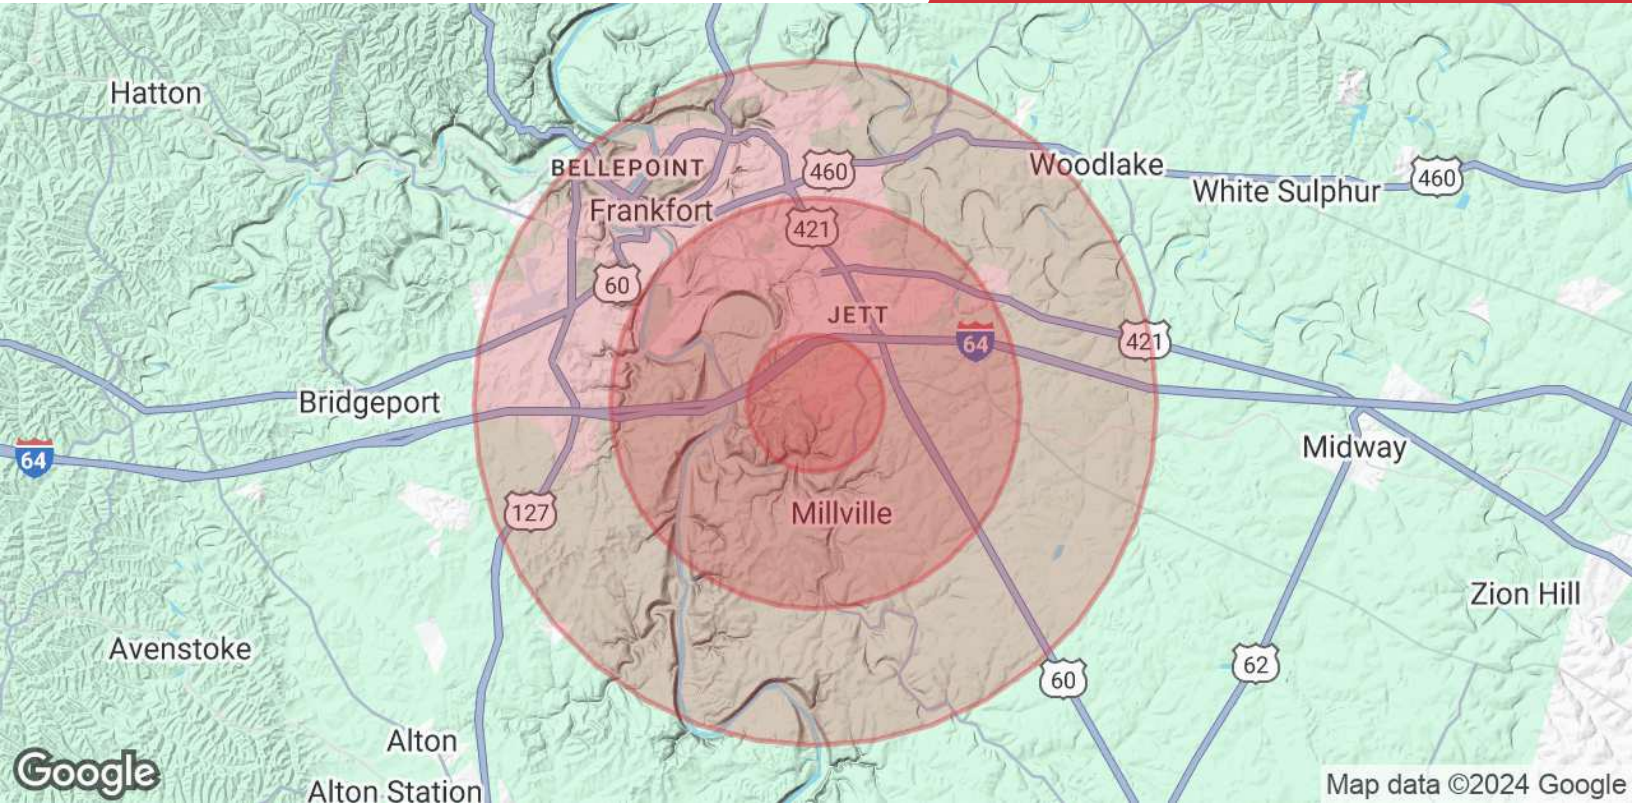 Hatton
BELLEPOINT
460
Woodlake
White Sulphur
460
Frankfort
421
60
JETT
64
421
Bridgeport
64
Midway
127
Millville
Zion Hill
Avenstoke
60
62
Alton
Google
Alton Station
Map data ©2024 Google